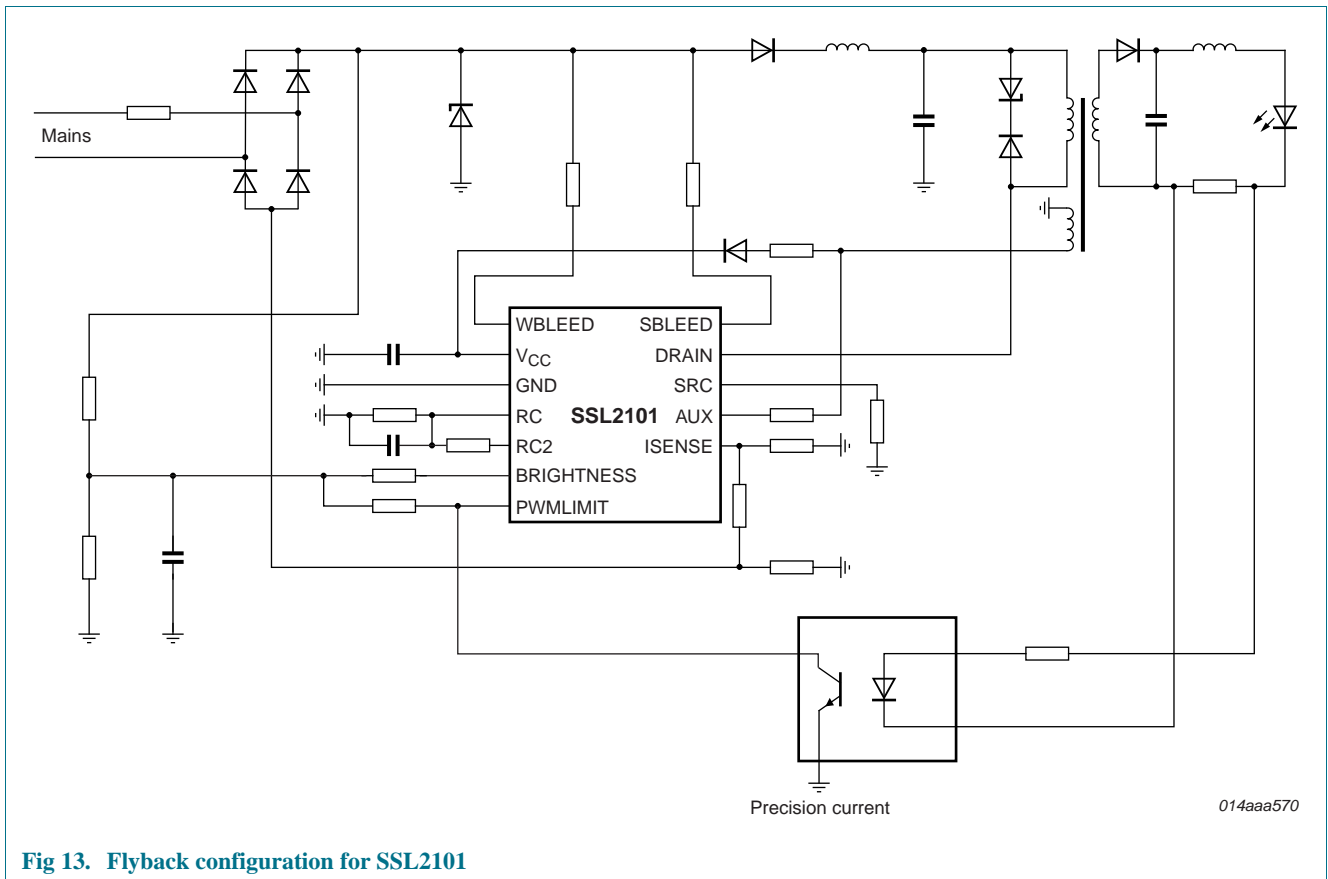 Mains
WBLEED SBLEED
VCC DRAIN
GND SRC
RC SSL2101 AUX
RC2 ISENSE
BRIGHTNESS
PWMLIMIT
Precision current
014aaa570
Fig 13. Flyback configuration for SSL2101